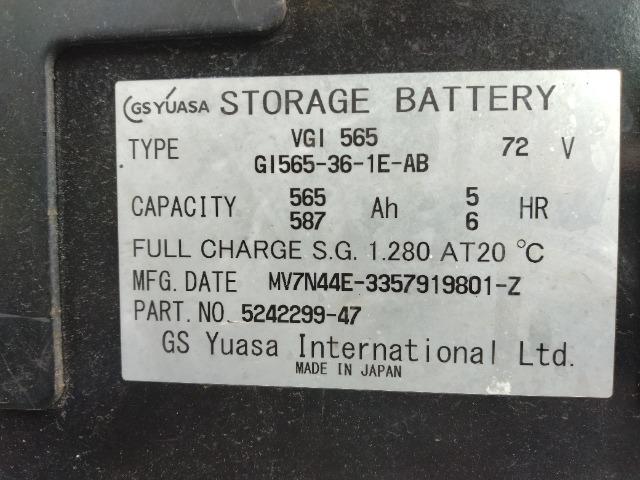 GS YUASA STORAGE BATTERY
TYPE VGI 565 72 V
GI565-36-1E-AB
CAPACITY 565 Ah 5 HR
587 6
FULL CHARGE S.G. 1.280 AT20 °C
MFG. DATE MV7N44E-3357919801-Z
PART. NO. 5242299-47
GS Yuasa International Ltd.
MADE IN JAPAN